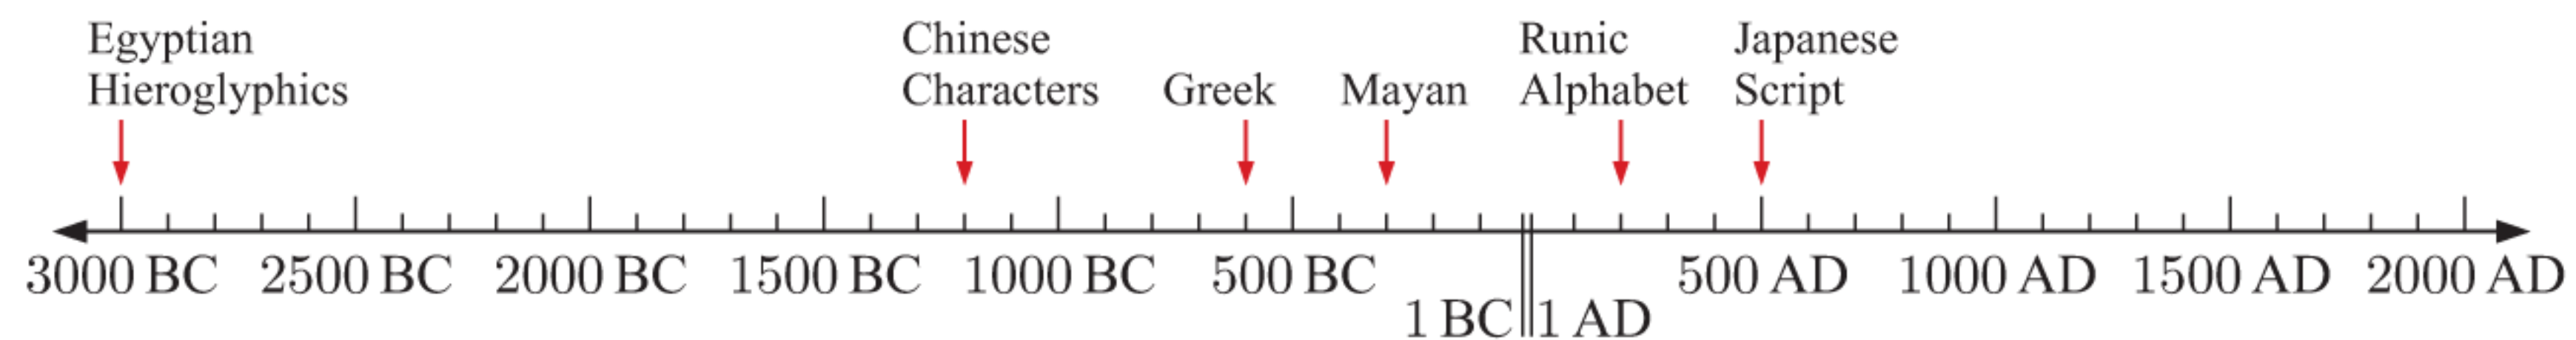 Egyptian
Hieroglyphics
Chinese
Characters
Greek
Mayan
Runic
Alphabet
Japanese
Script
3000 BC 2500 BC 2000 BC 1500 BC 1000 BC 500 BC 500 AD 1000 AD 1500 AD 2000 AD
1 BC 1 AD